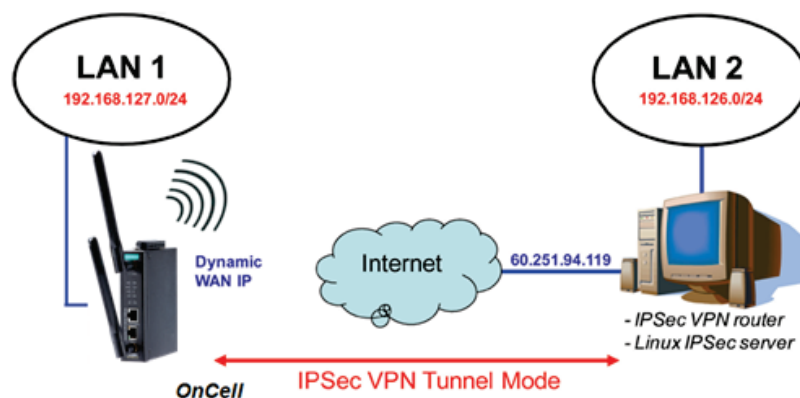 LAN 1
192.168.127.0/24
LAN 2
192.168.126.0/24
Dynamic
WAN IP
Internet
60.251.94.119
- IPSec VPN router
- Linux IPSec server
OnCell
IPSec VPN Tunnel Mode